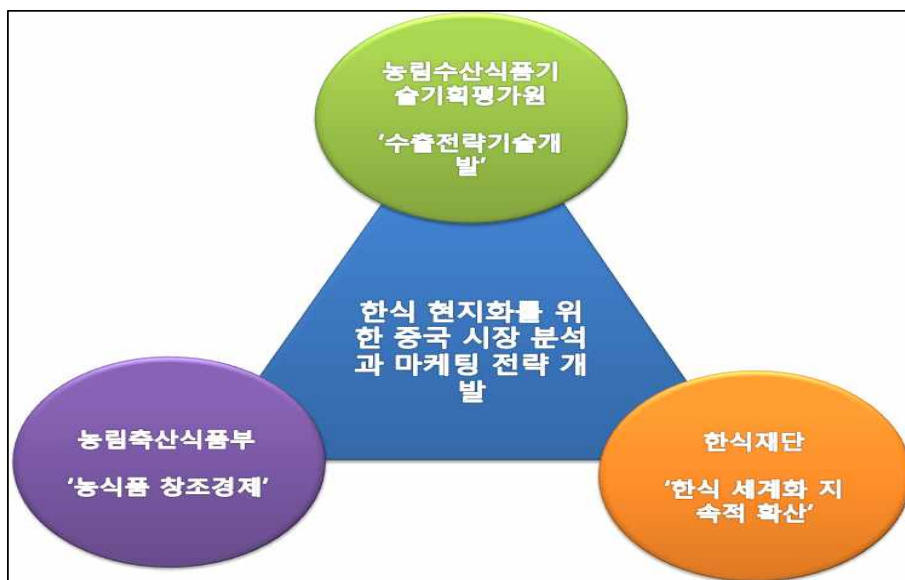 농림수산식품기
술기획평가원
'수출전략기술개
발'
한식 현지화를 위
한 중국 시장 분석
과 마케팅 전략 개
발
농림축산식품부
'농식품 창조경제'
한식재단
'한식 세계화 지
속적 확산'